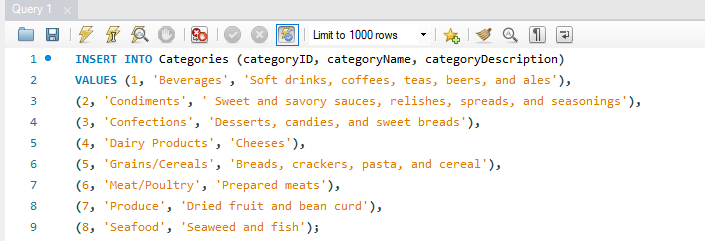 Query 1
Limit to 1000 rows
1 INSERT INTO Categories (categoryID, categoryName, categoryDescription)
2 VALUES (1, 'Beverages', 'Soft drinks, coffees, teas, beers, and ales'),
3 (2, 'Condiments', ' Sweet and savory sauces, relishes, spreads, and seasonings'),
4 (3, 'Confections', 'Desserts, candies, and sweet breads'),
5 (4, 'Dairy Products', 'Cheeses'),
6 (5, 'Grains/Cereals', 'Breads, crackers, pasta, and cereal'),
7 (6, 'Meat/Poultry', 'Prepared meats'),
8 (7, 'Produce', 'Dried fruit and bean curd'),
9 (8, 'Seafood', 'Seaweed and fish');